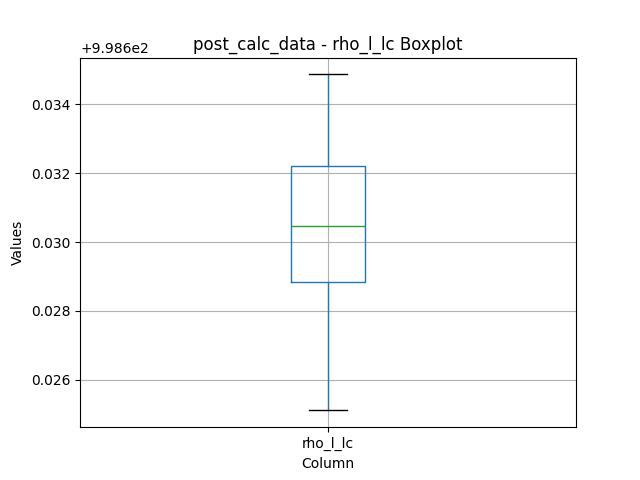 post_calc_data - rho_l_lc Boxplot
+9.986e2
0.034
0.032
0.030
0.028
0.026
Values
rho_l_lc
Column